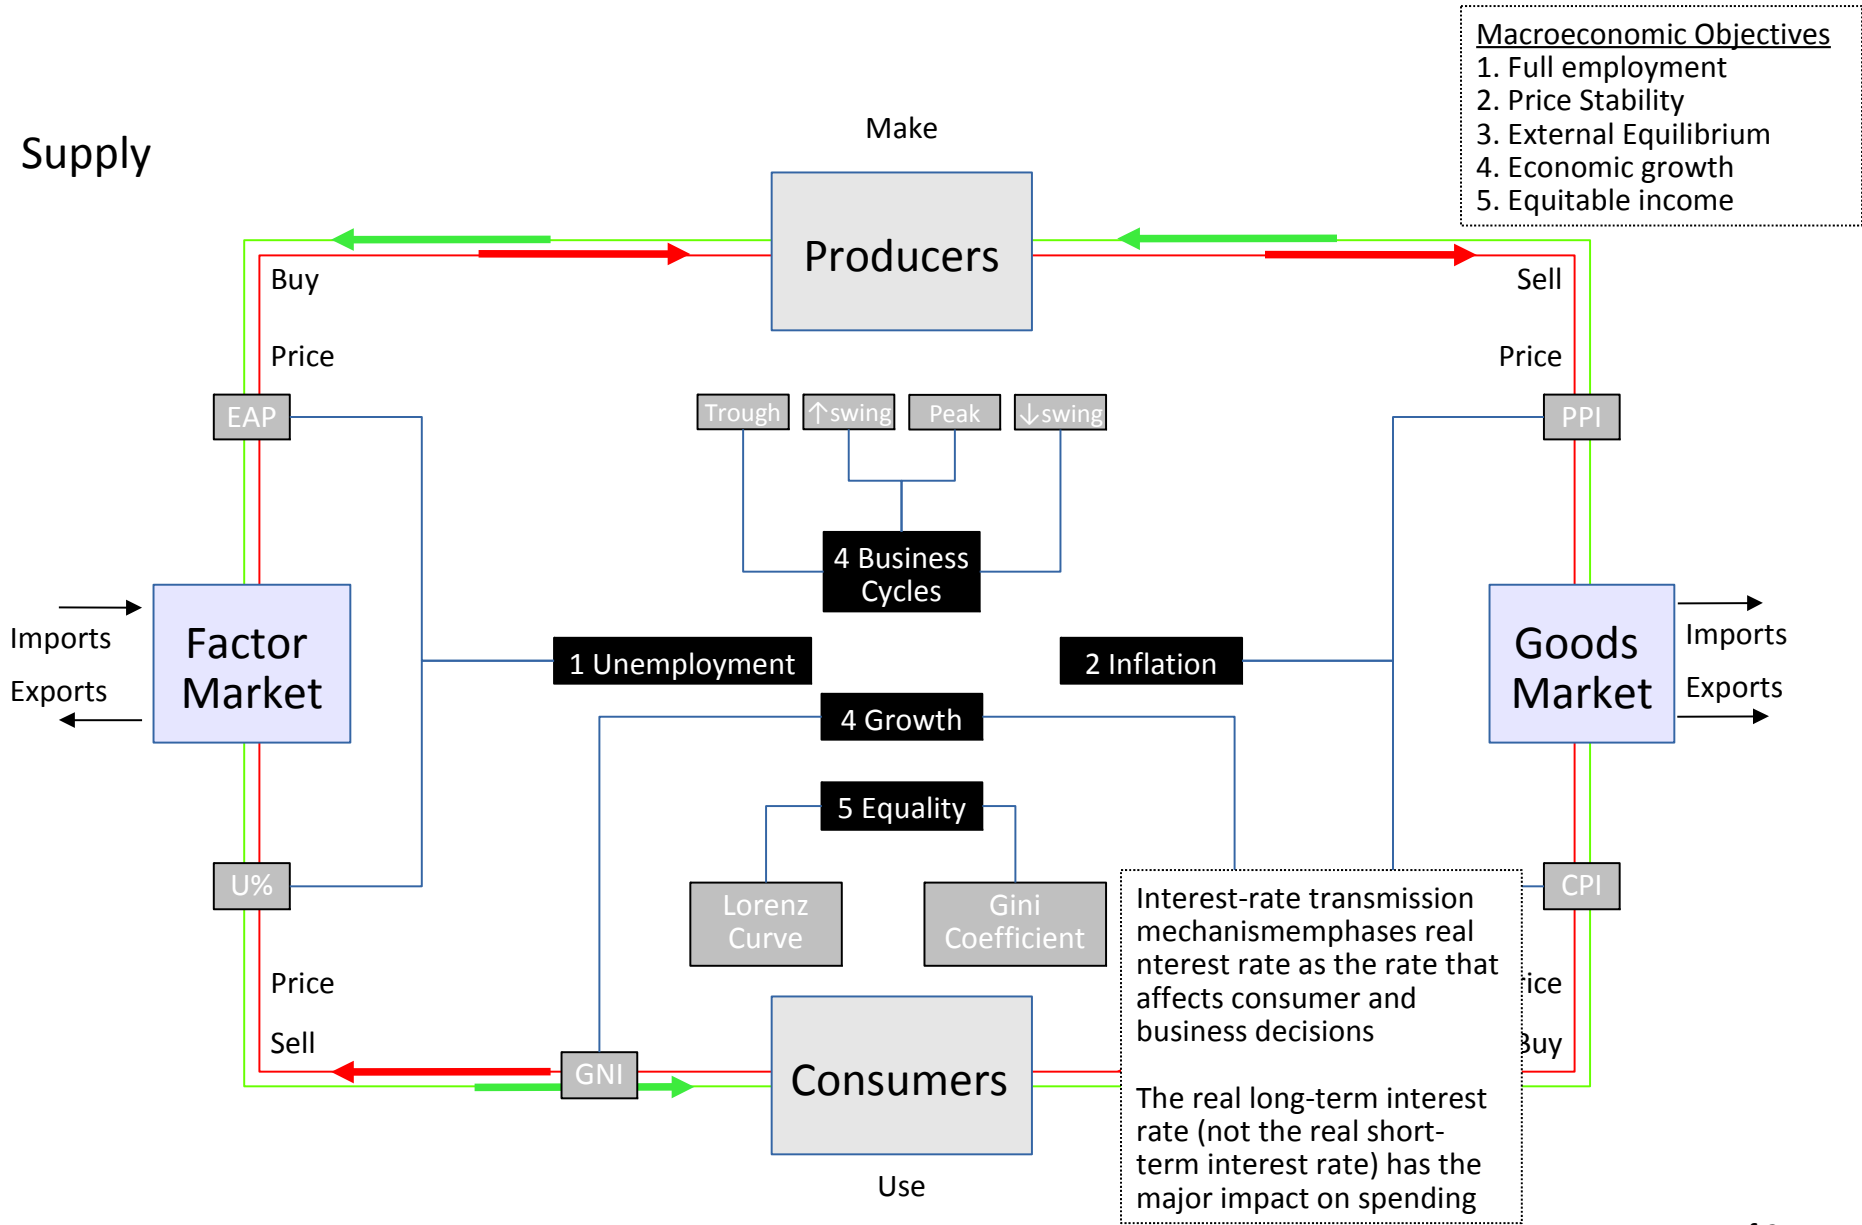 Macroeconomic Objectives
1. Full employment
2. Price Stability
3. External Equilibrium
4. Economic growth
5. Equitable income
Make
Supply
Producers
Buy
Sell
Price
Price
EAP
Trough
↑swing
Peak
↓swing
PPI
4 Business
Cycles
Imports
Exports
Factor
Market
1 Unemployment
2 Inflation
Goods
Market
Imports
Exports
4 Growth
5 Equality
U%
Lorenz
Curve
Gini
Coefficient
CPI
Interest-rate transmission
mechanismemphases real
nterest rate as the rate that
affects consumer and
business decisions
The real long-term interest
rate (not the real short-
term interest rate) has the
major impact on spending
Price
rice
Sell
Buy
GNI
Consumers
Use